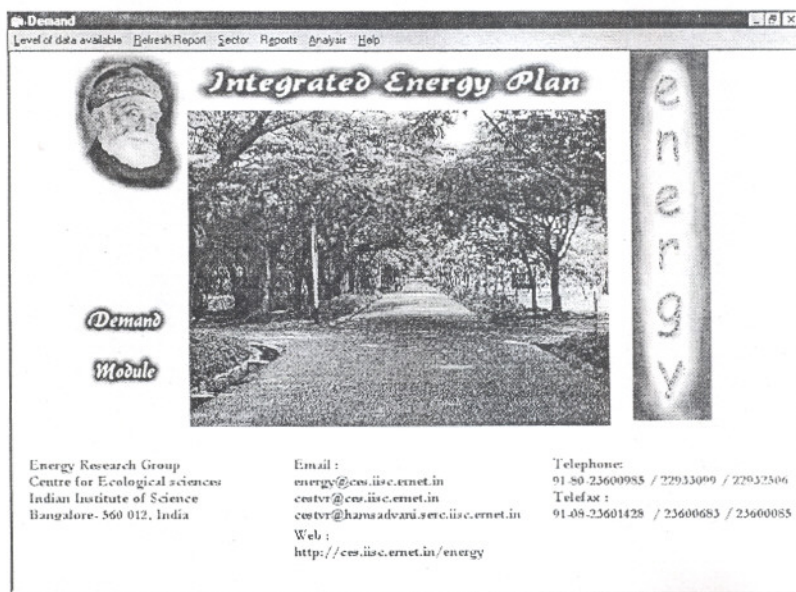 Demand
Level of data available Refresh Report Sector Reports Analysis Help
Integrated Energy Plan
energy
Demand
Module
Energy Research Group
Centre for Ecological sciences
Indian Institute of Science
Bangalore- 560 012, India
Email :
energy@ces.iisc.ernet.in
cestvr@ces.iisc.ernet.in
cestvr@hamsadvani.serc.iisc.ernet.in
Web :
http://ces.iisc.ernet.in/energy
Telephone:
91-80-23600985 / 22933099 / 22932506
Telefax :
91-08-23601428 / 23600683 / 23600085